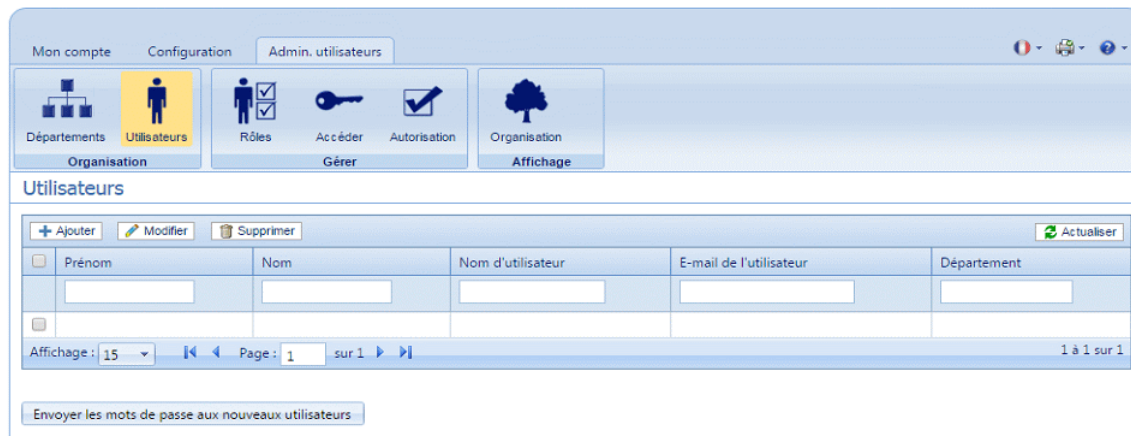 Mon compte Configuration Admin. utilisateurs
Départements Utilisateurs Rôles Accéder Autorisation Organisation
Organisation Gérer Affichage
Utilisateurs
Ajouter Modifier Supprimer Actualiser
Prénom Nom Nom d'utilisateur E-mail de l'utilisateur Département
Affichage : 15 Page : 1 sur 1 1 à 1 sur 1
Envoyer les mots de passe aux nouveaux utilisateurs